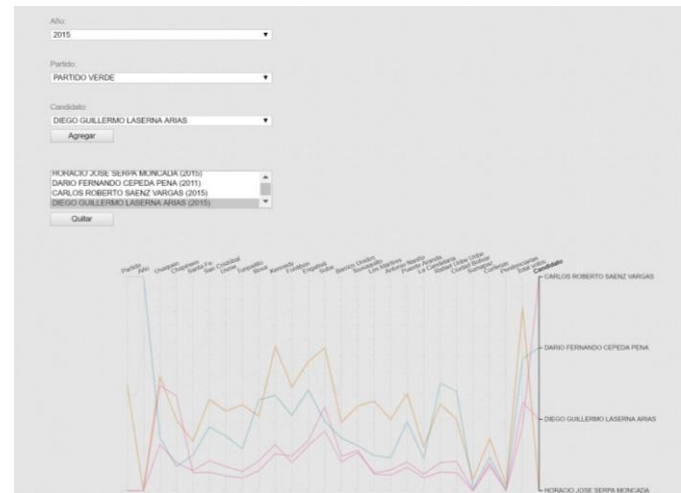 Año:
2015
Partido:
PARTIDO VERDE
Candidato:
DIEGO GUILLERMO LASERNA ARIAS
Agregar
HORACIO JOSE SERPA MONCADA (2015)
DARIO FERNANDO CEPEDA PENA (2011)
CARLOS ROBERTO SAENZ VARGAS (2015)
DIEGO GUILLERMO LASERNA ARIAS (2015)
Quitar
Partido
Año
Usaquen
Chapinero
Santa Fe
San Cristóbal
Usme
Tunjuelito
Bosa
Kennedy
Fontibon
Engativá
Suba
Barrios Unidos
Teusaquillo
Los Martires
Antonio Nariño
Puente Aranda
La Candelaria
Rafael Uribe Uribe
Ciudad Bolivar
Sumapaz
Corferias
Penitenciarias
Total votos
Candidato
CARLOS ROBERTO SAENZ VARGAS
DARIO FERNANDO CEPEDA PENA
DIEGO GUILLERMO LASERNA ARIAS
HORACIO JOSE SERPA MONCADA